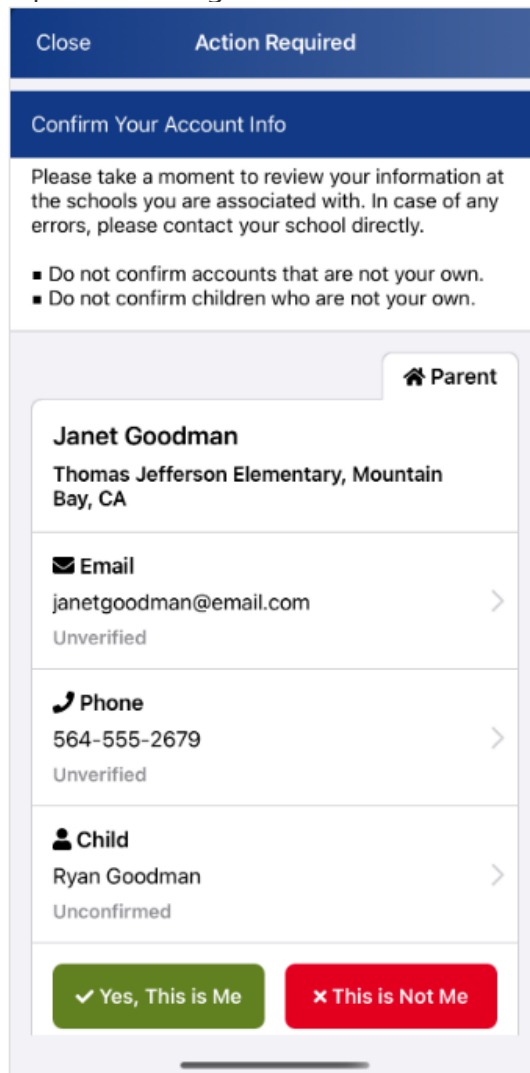 Close Action Required
Confirm Your Account Info
Please take a moment to review your information at
the schools you are associated with. In case of any
errors, please contact your school directly.
▪ Do not confirm accounts that are not your own.
▪ Do not confirm children who are not your own.
Parent
Janet Goodman
Thomas Jefferson Elementary, Mountain
Bay, CA
Email
janetgoodman@email.com
Unverified
Phone
564-555-2679
Unverified
Child
Ryan Goodman
Unconfirmed
Yes, This is Me This is Not Me